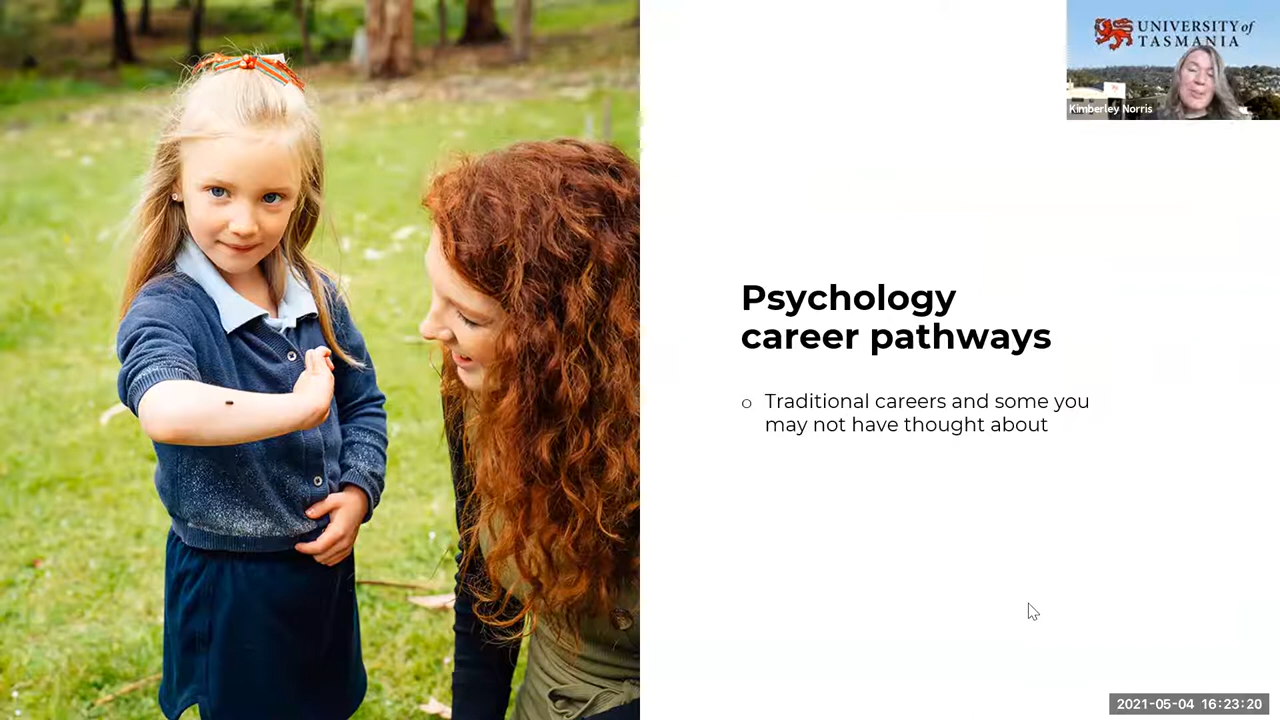 UNIVERSITY of
TASMANIA
Kimberley Norris
Psychology
career pathways
o Traditional careers and some you
may not have thought about
2021-05-04 16:23:20